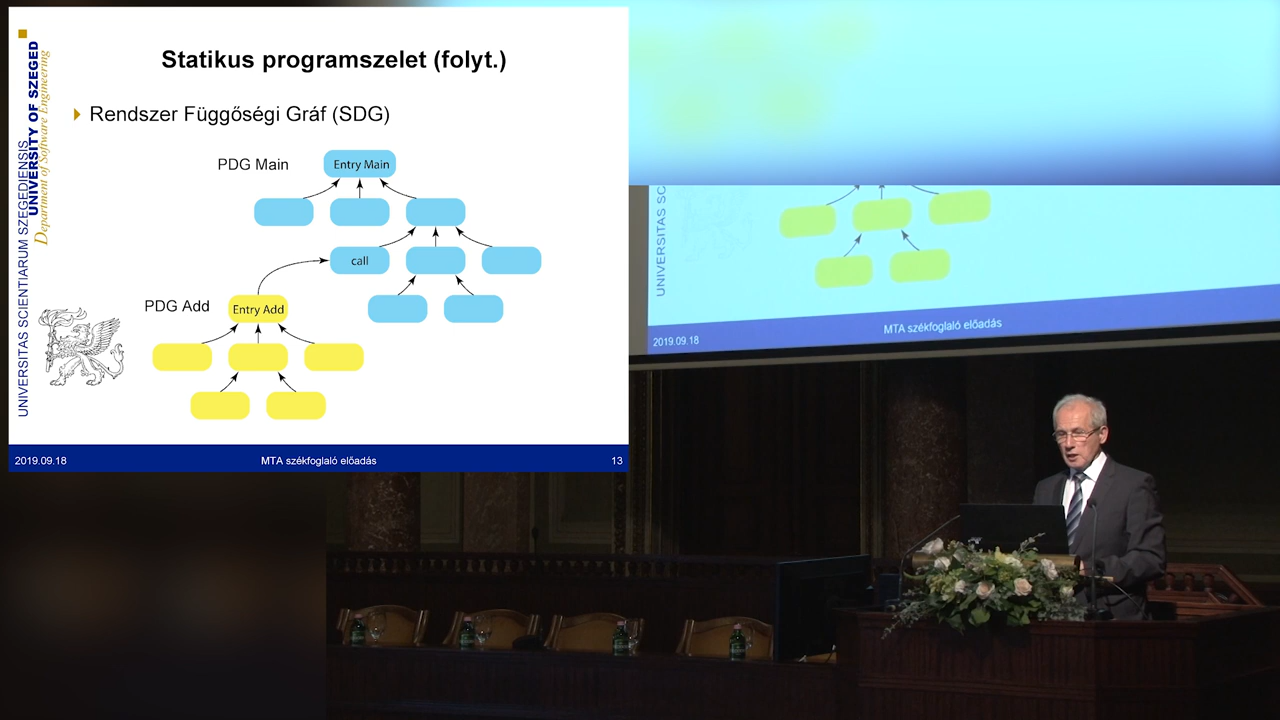 Statikus programszelet (folyt.)
Rendszer Függőségi Gráf (SDG)
PDG Main
Entry Main
call
PDG Add
Entry Add
UNIVERSITAS SCIENTIARUM SZEGEDIENSIS
UNIVERSITY OF SZEGED
Department of Software Engineering
2019.09.18
MTA székfoglaló előadás
13
UNIVERSITAS SC
2019.09.18
MTA székfoglaló előadás